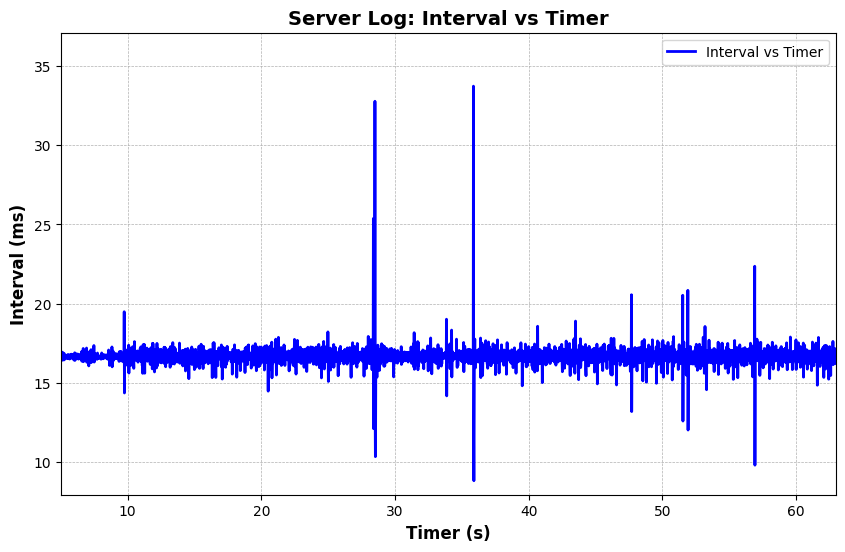 Server Log: Interval vs Timer
Interval vs Timer
35
30
25
20
15
10
Interval (ms)
10 20 30 40 50 60
Timer (s)